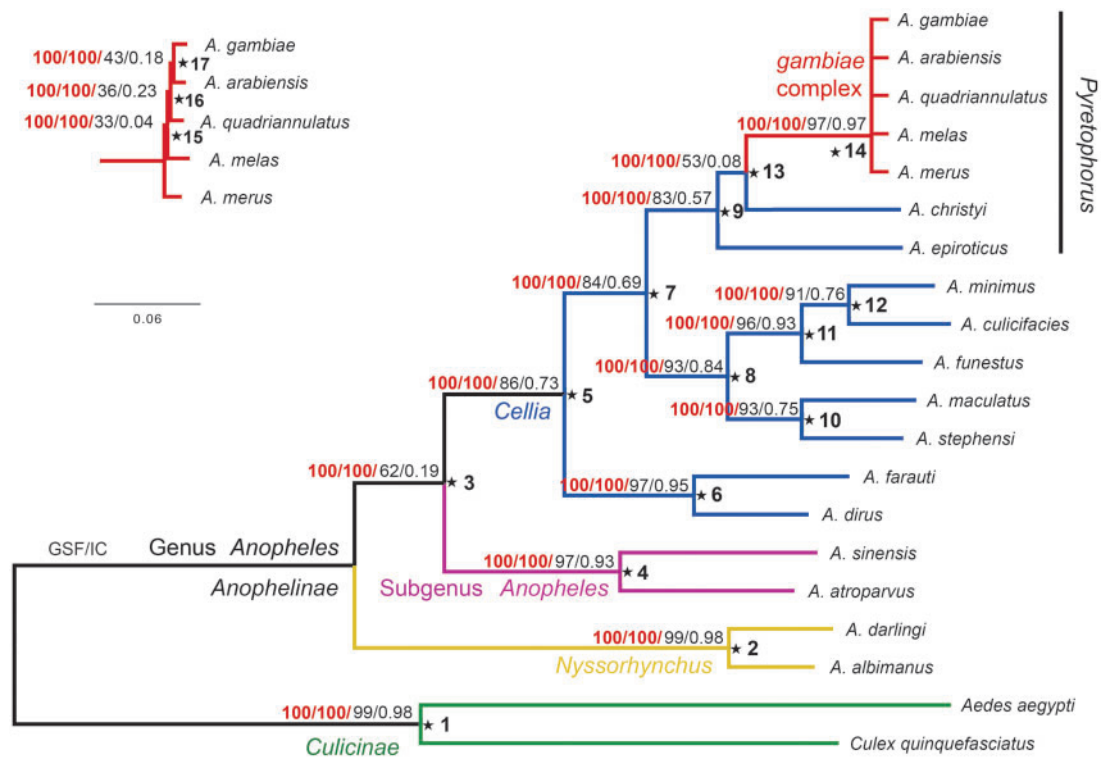 100/100/43/0.18
A. gambiae
★17
A. arabiensis
100/100/36/0.23
★16
A. quadriannulatus
100/100/33/0.04
★15
A. melas
A. merus
0.06
A. gambiae
gambiae
complex
A. arabiensis
A. quadriannulatus
100/100/97/0.97
★14
A. melas
A. merus
Pyretophorus
100/100/53/0.08
★ 13
100/100/83/0.57
★9
A. christyi
A. epiroticus
100/100/84/0.69
★ 7
100/100/91/0.76
★ 12
A. minimus
A. culicifacies
100/100/96/0.93
★ 11
A. funestus
100/100/93/0.84
★ 8
100/100/86/0.73
Cellia
★ 5
100/100/93/0.75
★ 10
A. maculatus
A. stephensi
100/100/62/0.19
★ 3
100/100/97/0.95
★ 6
A. farauti
A. dirus
GSF/IC
Genus Anopheles
Anophelinae
100/100/97/0.93
Subgenus Anopheles
★ 4
A. sinensis
A. atroparvus
100/100/99/0.98
Nyssorhynchus
★ 2
A. darlingi
A. albimanus
100/100/99/0.98
Culicinae
★ 1
Aedes aegypti
Culex quinquefasciatus